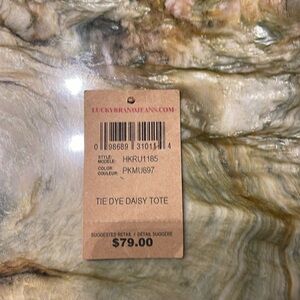 LUCKYBRANDJEANS.COM
0 98689 31011 4
STYLE: MODELE: HKRU1185
COLOR: COULEUR: PKMU697
TIE DYE DAISY TOTE
SUGGESTED RETAIL / DETAIL SUGGERE
$79.00